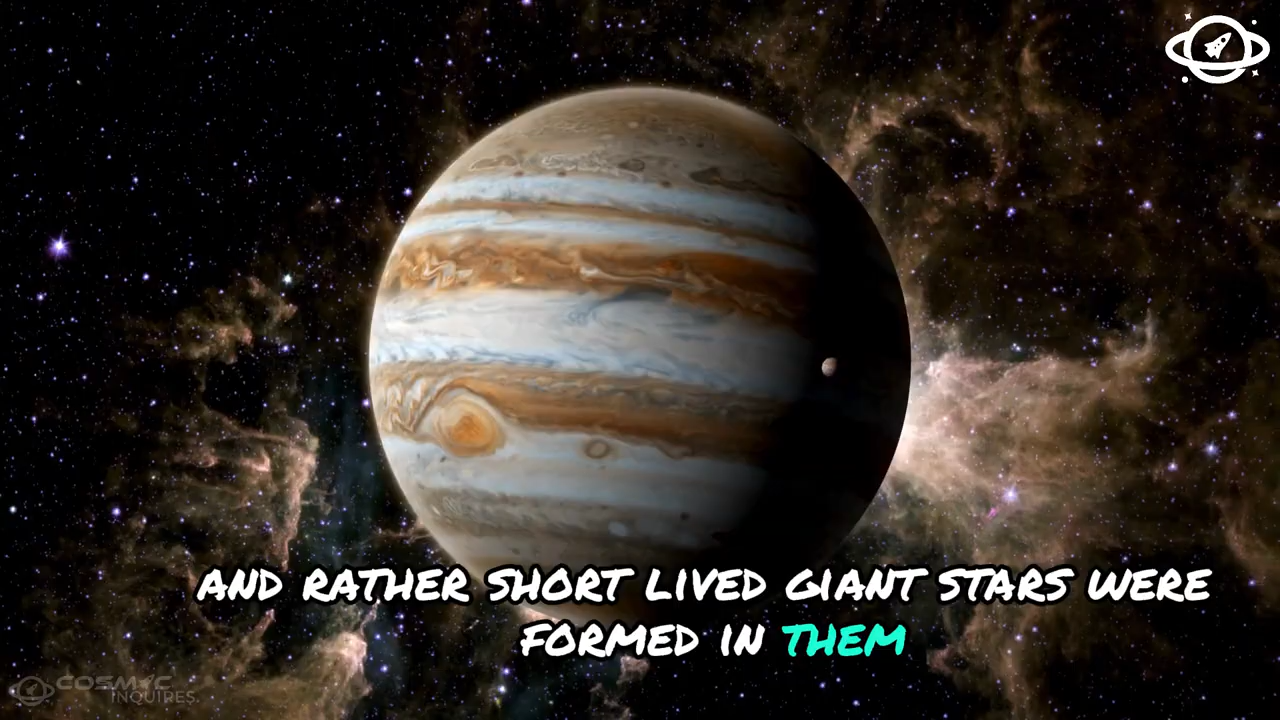 AND RATHER SHORT LIVED GIANT STARS WERE
FORMED IN THEM
COSMIC
INQUIRES